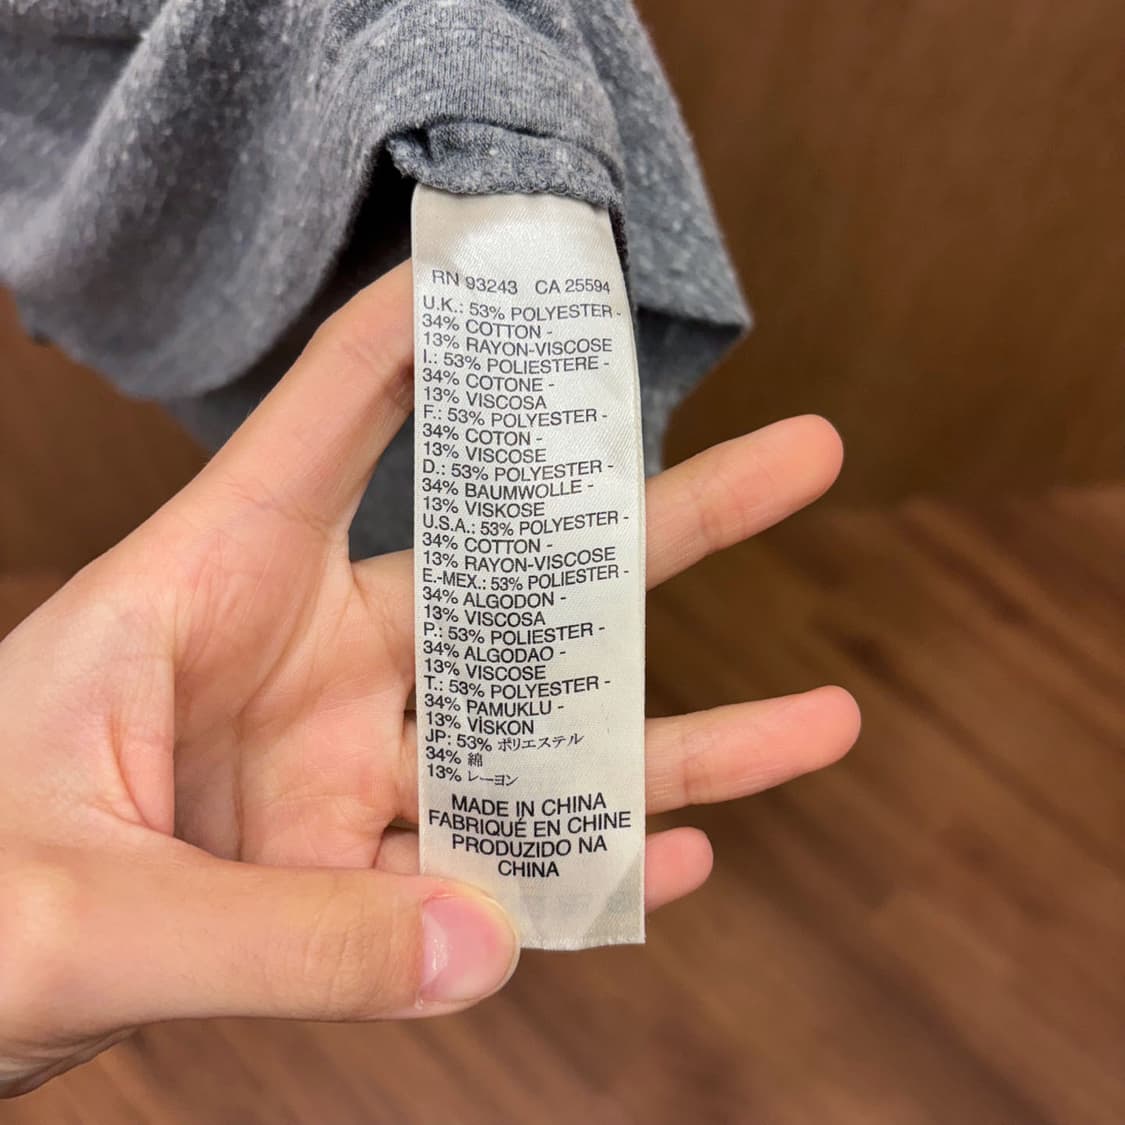 RN 93243 CA 25594
U.K.: 53% POLYESTER -
34% COTTON -
13% RAYON-VISCOSE
I.: 53% POLIESTERE -
34% COTONE -
13% VISCOSA
F.: 53% POLYESTER -
34% COTON -
13% VISCOSE
D.: 53% POLYESTER -
34% BAUMWOLLE -
13% VISKOSE
U.S.A.: 53% POLYESTER -
34% COTTON -
13% RAYON-VISCOSE
E.-MEX.: 53% POLIESTER -
34% ALGODON -
13% VISCOSA
P.: 53% POLIESTER -
34% ALGODAO -
13% VISCOSE
T.: 53% POLYESTER -
34% PAMUKLU -
13% VİSKON
JP: 53% ポリエステル
34% 綿
13% レーヨン
MADE IN CHINA
FABRIQUÉ EN CHINE
PRODUZIDO NA
CHINA